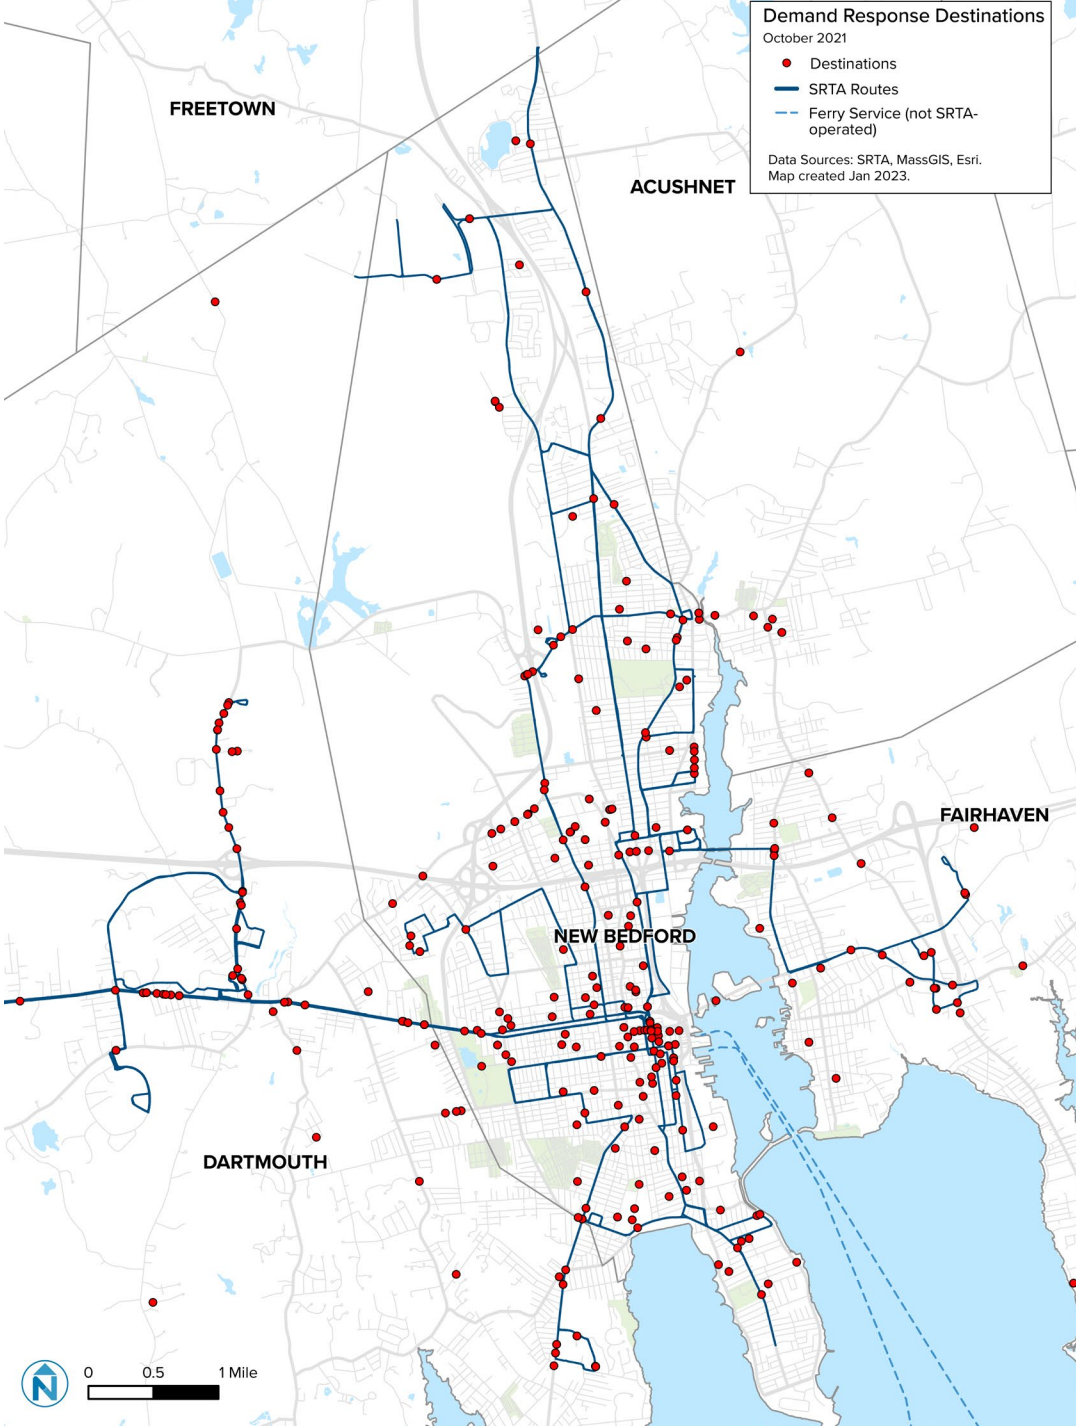 Demand Response Destinations
October 2021
Destinations
SRTA Routes
Ferry Service (not SRTA-
operated)
Data Sources: SRTA, MassGIS, Esri.
Map created Jan 2023.
FREETOWN
ACUSHNET
FAIRHAVEN
NEW BEDFORD
DARTMOUTH
0 0.5 1 Mile
N